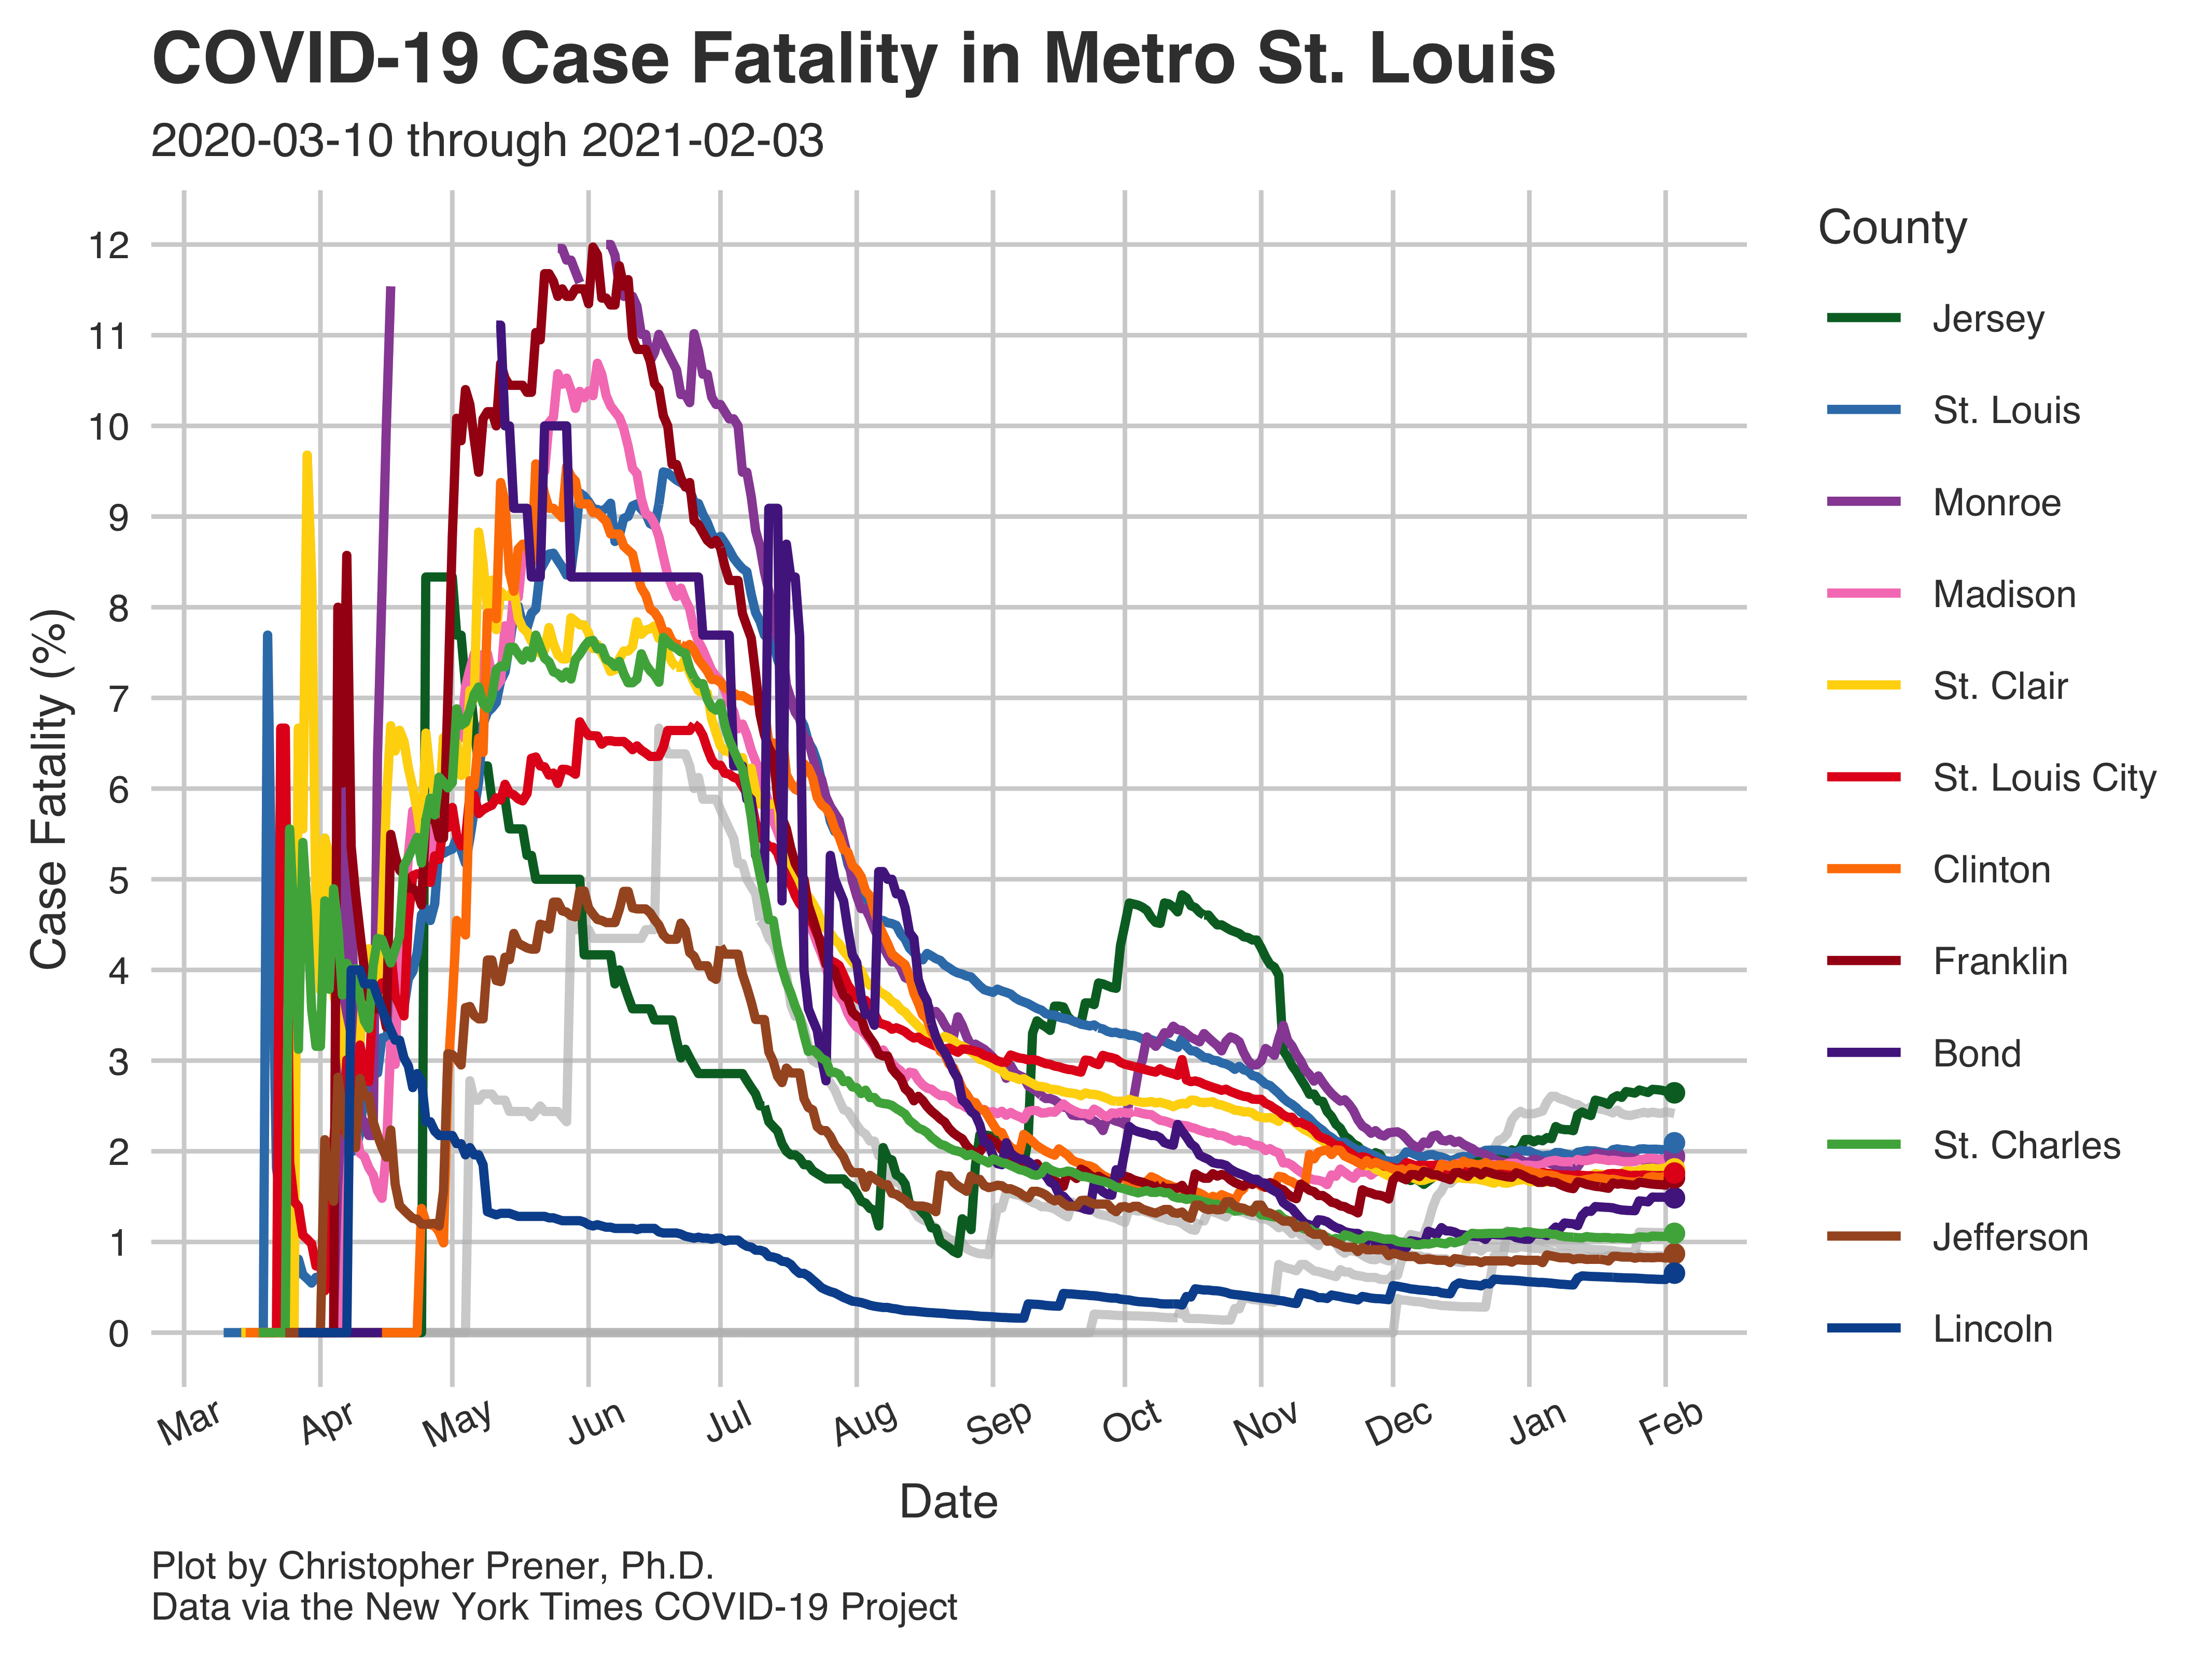 COVID-19 Case Fatality in Metro St. Louis
2020-03-10 through 2021-02-03
Case Fatality (%)
12
11
10
9
8
7
6
5
4
3
2
1
0
Mar
Apr
May
Jun
Jul
Aug
Sep
Oct
Nov
Dec
Jan
Feb
Date
County
Jersey
St. Louis
Monroe
Madison
St. Clair
St. Louis City
Clinton
Franklin
Bond
St. Charles
Jefferson
Lincoln
Plot by Christopher Prener, Ph.D.
Data via the New York Times COVID-19 Project